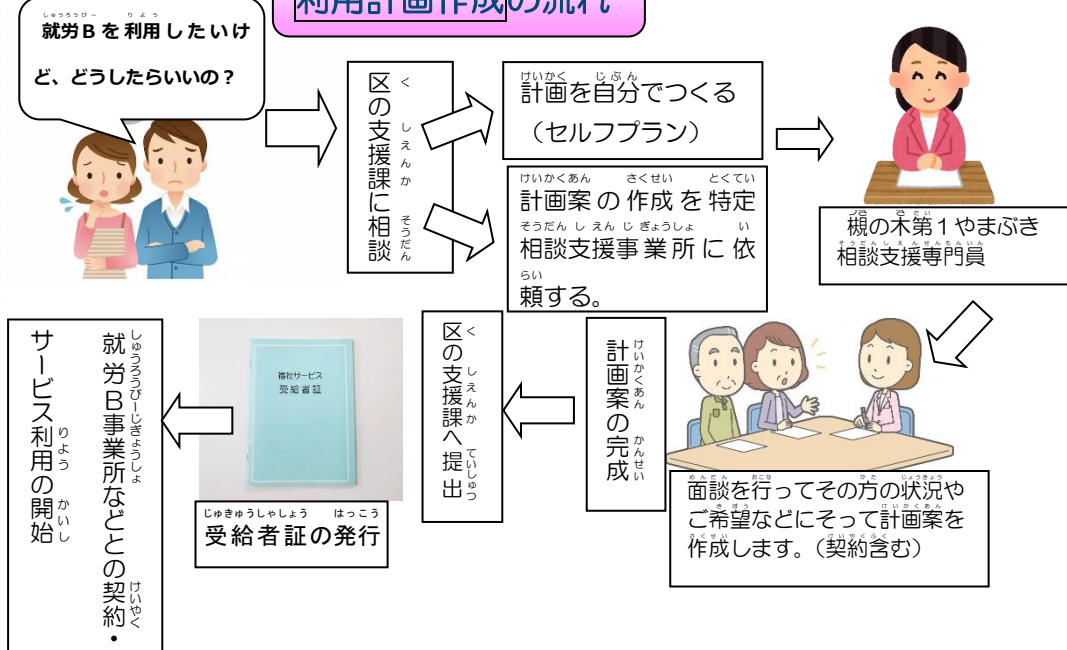 利用計画作成の流れ
就労Bを利用したいけ
ど、どうしたらいいの？
区の支援課に相談
計画を自分でつくる
（セルフプラン）
計画案の作成を特定
相談支援事業所に依
頼する。
槻の木第１やまぶき
相談支援専門員
面談を行ってその方の状況や
ご希望などにそって計画案を
作成します。（契約含む）
計画案の完成
区の支援課へ提出
福祉サービス
受給者証
受給者証の発行
就労B事業所などとの契約・
サービス利用の開始